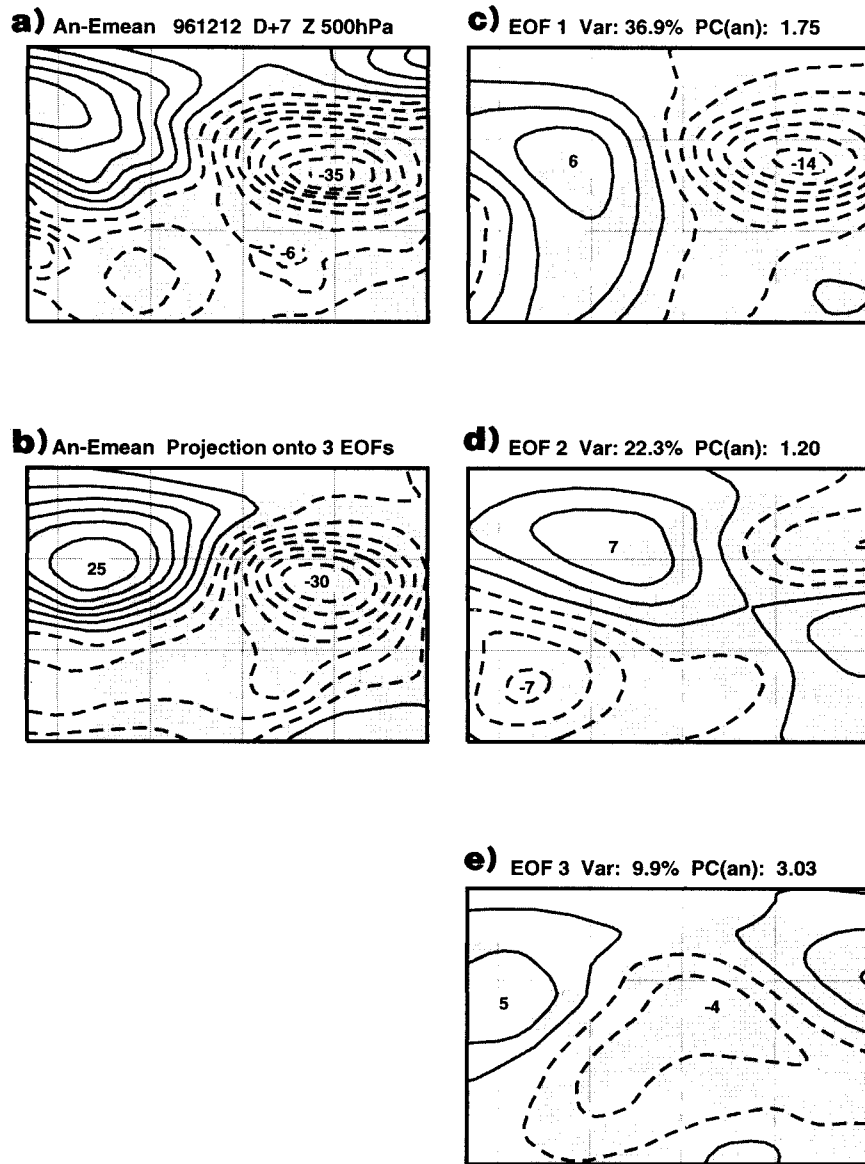 a) An-Emean 961212 D+7 Z 500hPa
-35
-6
b) An-Emean Projection onto 3 EOFs
25
-30
c) EOF 1 Var: 36.9% PC(an): 1.75
6
-14
d) EOF 2 Var: 22.3% PC(an): 1.20
7
-7
e) EOF 3 Var: 9.9% PC(an): 3.03
5
-4